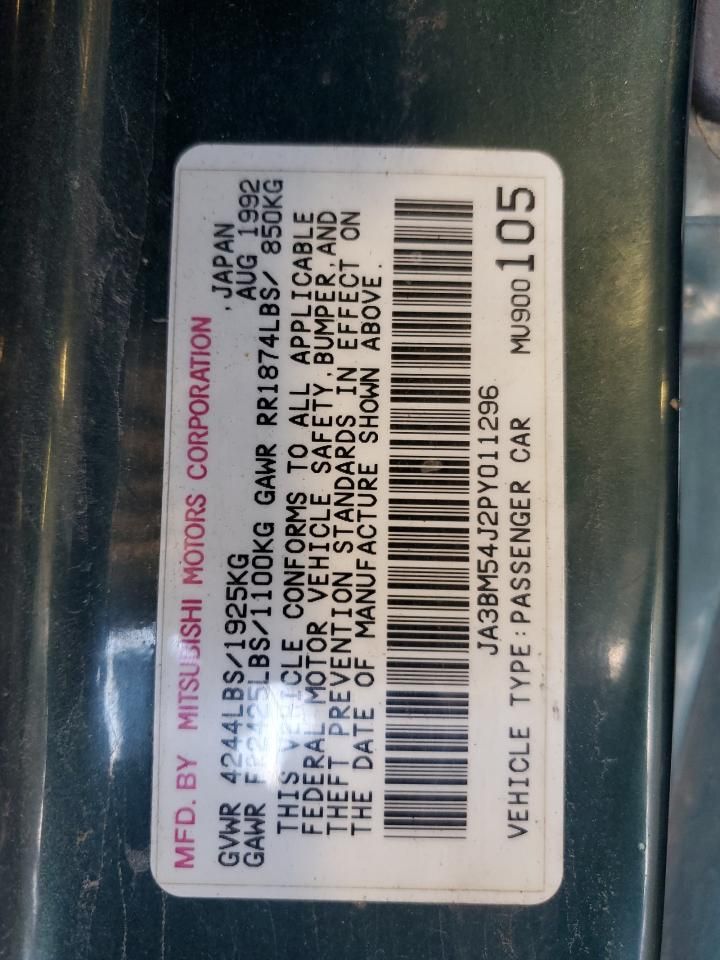 MFD. BY MITSUBISHI MOTORS CORPORATION , JAPAN
GVWR 4244LBS/1925KG AUG 1992
GAWR FR2425LBS/1100KG GAWR RR1874LBS/ 850KG
THIS VEHICLE CONFORMS TO ALL APPLICABLE
FEDERAL MOTOR VEHICLE SAFETY, BUMPER, AND
THEFT PREVENTION STANDARDS IN EFFECT ON
THE DATE OF MANUFACTURE SHOWN ABOVE.
JA3BM54J2PY011296
VEHICLE TYPE:PASSENGER CAR MU900105